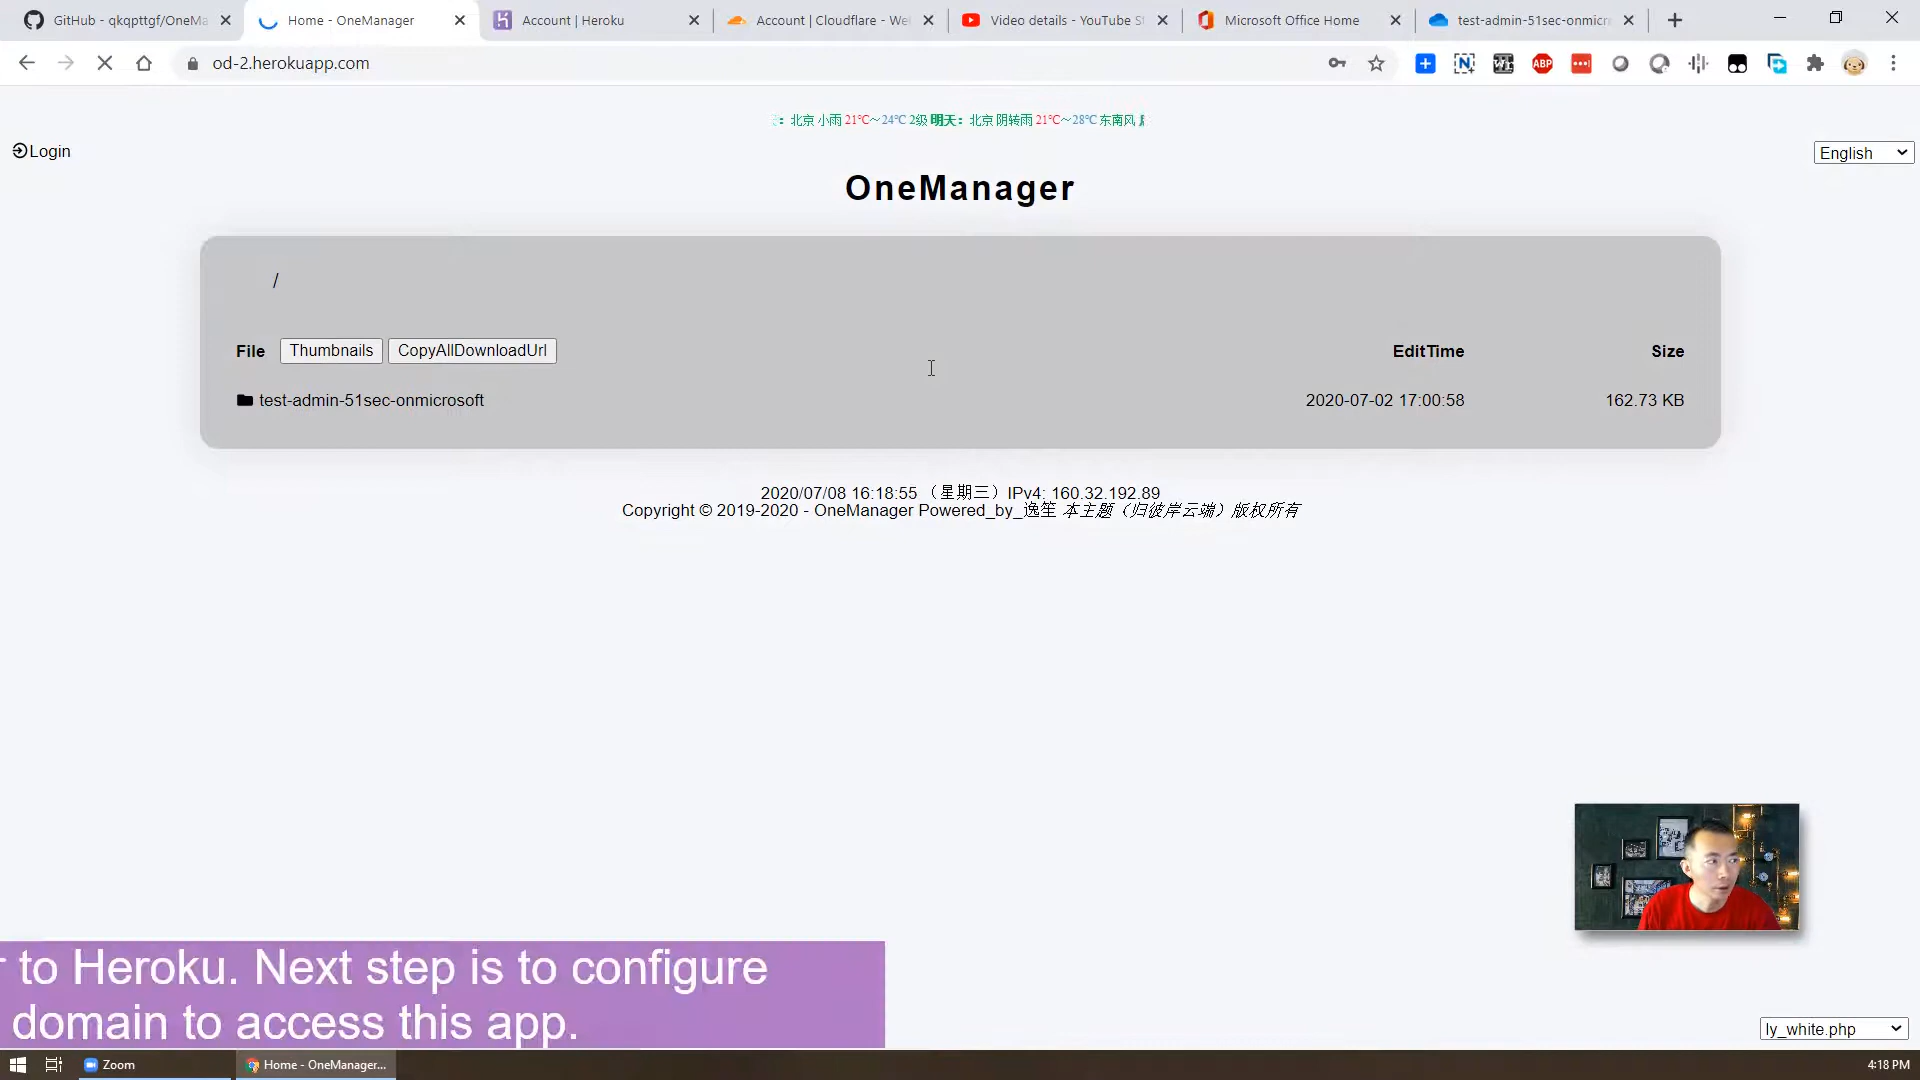 GitHub - qkqpttgf/OneMa
Home - OneManager
Account | Heroku
Account | Cloudflare - We
Video details - YouTube S
Microsoft Office Home
test-admin-51sec-onmicr
od-2.herokuapp.com
ABP
：北京 小雨 21℃～24℃ 2级 明天：北京 阴转雨 21℃～28℃ 东南风
Login
English
OneManager
/
File Thumbnails CopyAllDownloadUrl EditTime Size
test-admin-51sec-onmicrosoft 2020-07-02 17:00:58 162.73 KB
2020/07/08 16:18:55 （星期三）IPv4: 160.32.192.89
Copyright © 2019-2020 - OneManager Powered_by_逸笙 本主题（归彼岸云端）版权所有
to Heroku. Next step is to configure
domain to access this app.
ly_white.php
Zoom
Home - OneManager...
4:18 PM